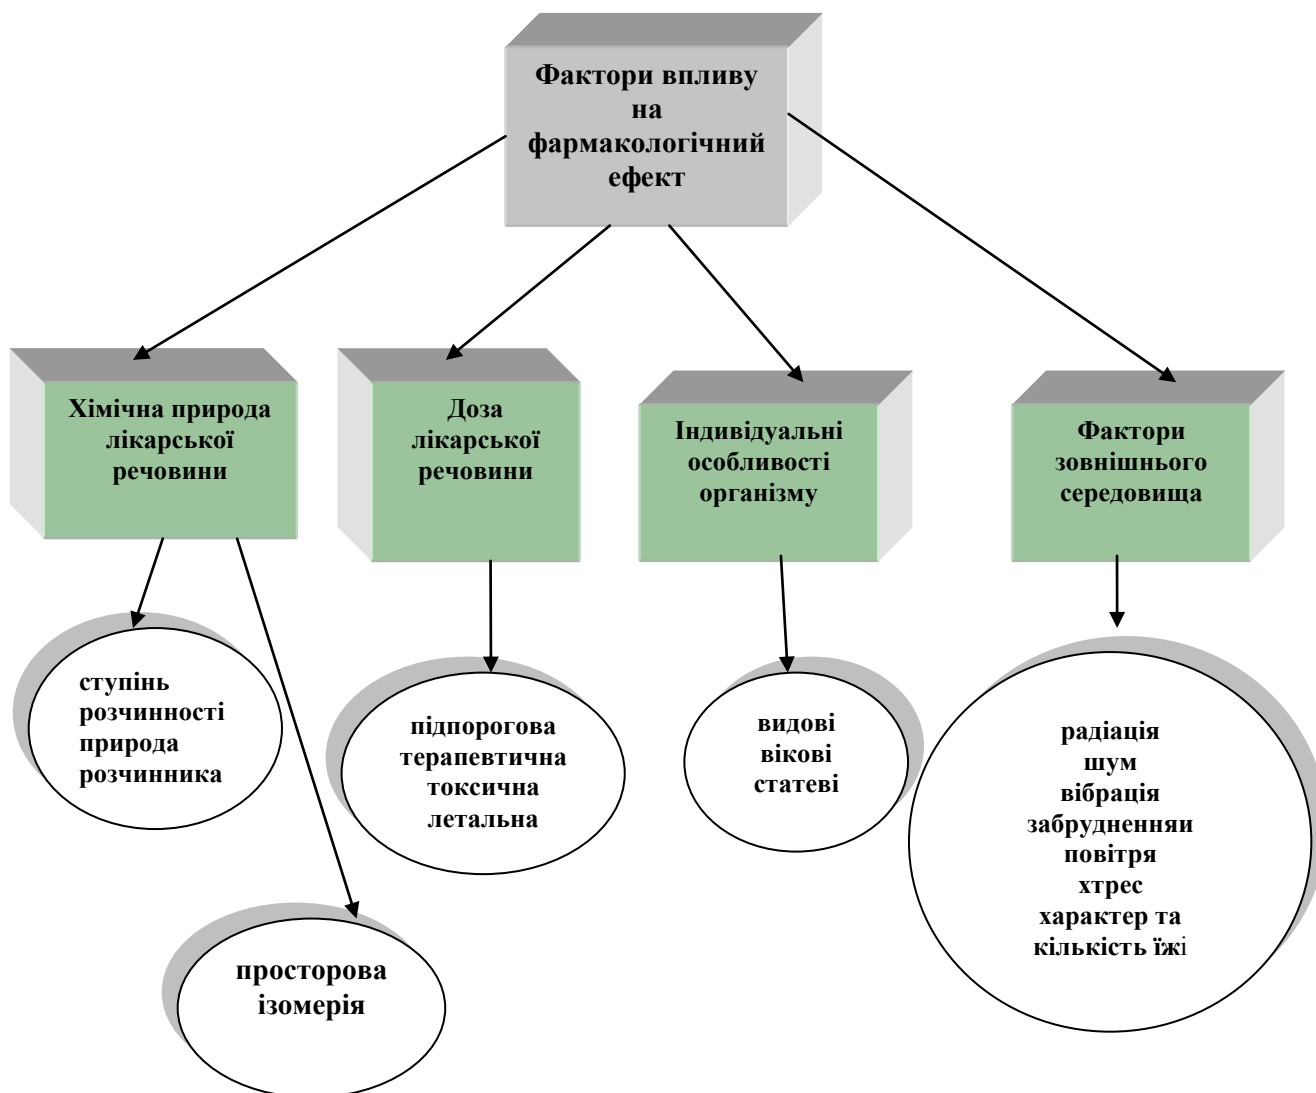 Фактори впливу
на
фармакологічний
ефект
Хімічна природа
лікарської
речовини
Доза
лікарської
речовини
Індивідуальні
особливості
організму
Фактори
зовнішнього
середовища
ступінь
розчинності
природа
розчинника
підпорогова
терапевтична
токсична
летальна
видові
вікові
статеві
радіація
шум
вібрація
забрудненняи
повітря
хтрес
характер та
кількість їжі
просторова
ізомерія